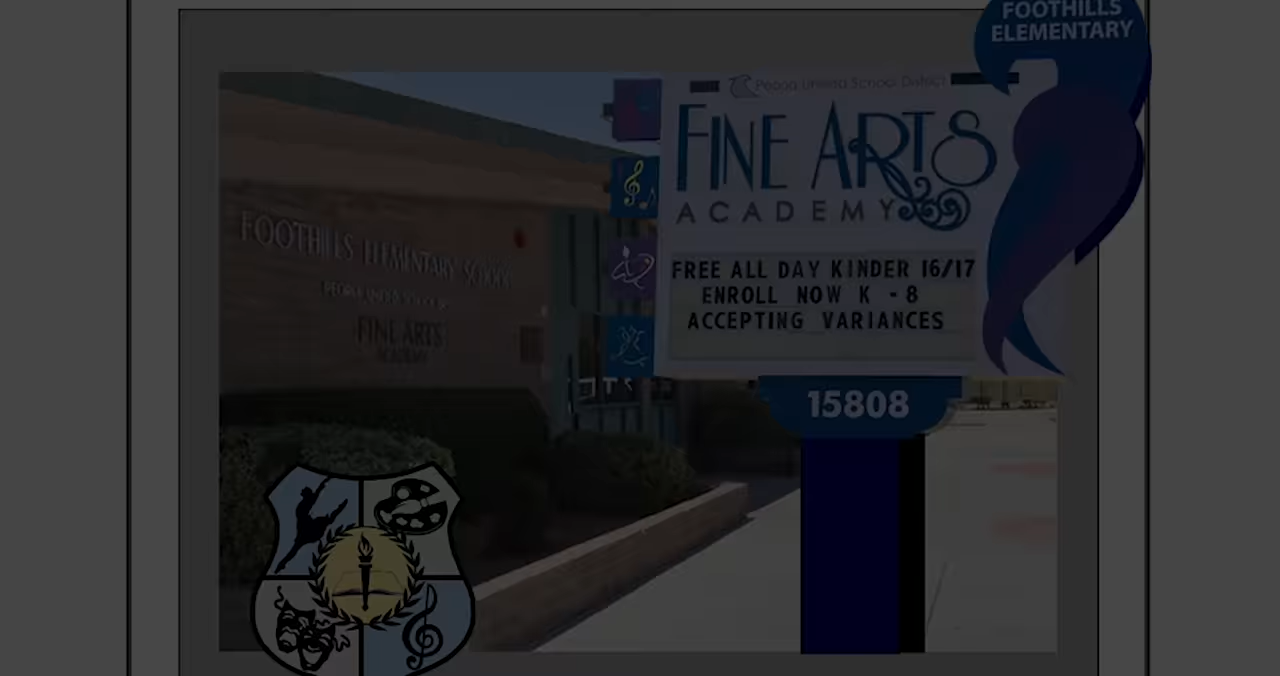 FOOTHILLS
ELEMENTARY
Peoria Unified School District
FINE ARTS
ACADEMY
FREE ALL DAY KINDER 16/17
ENROLL NOW K - 8
ACCEPTING VARIANCES
15808
FOOTHILLS ELEMENTARY SCHOOL
FINE ARTS
ACADEMY